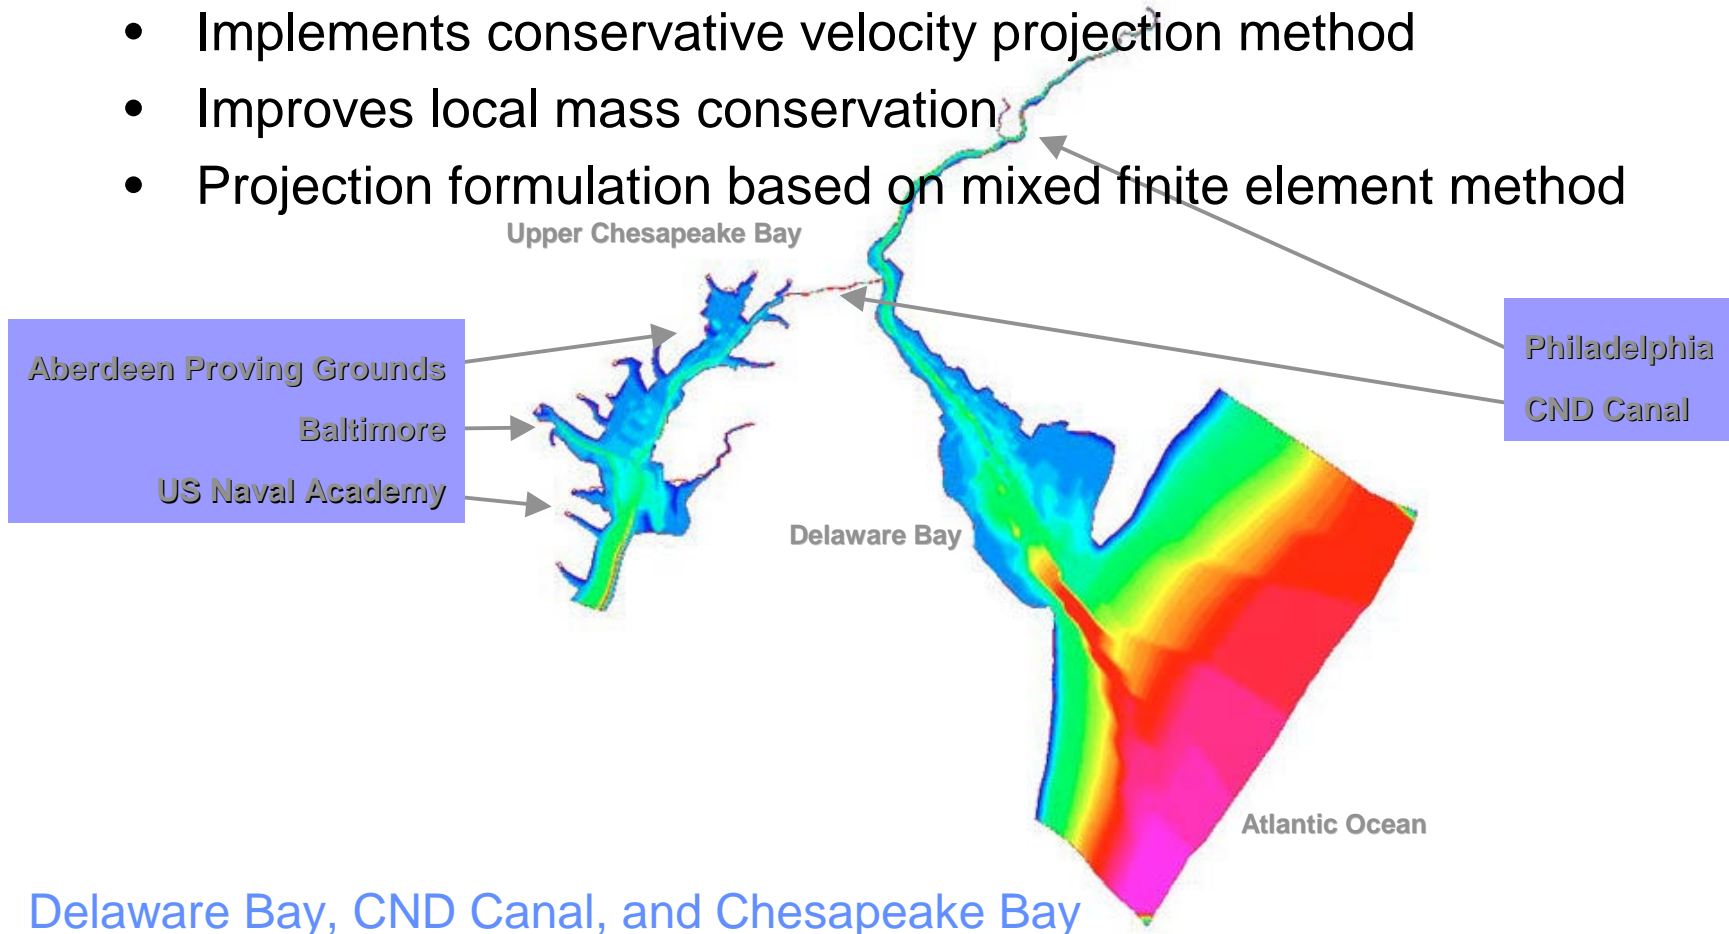 • Implements conservative velocity projection method
• Improves local mass conservation
• Projection formulation based on mixed finite element method
Upper Chesapeake Bay
Aberdeen Proving Grounds
Baltimore
US Naval Academy
Philadelphia
CND Canal
Delaware Bay
Atlantic Ocean
Delaware Bay, CND Canal, and Chesapeake Bay